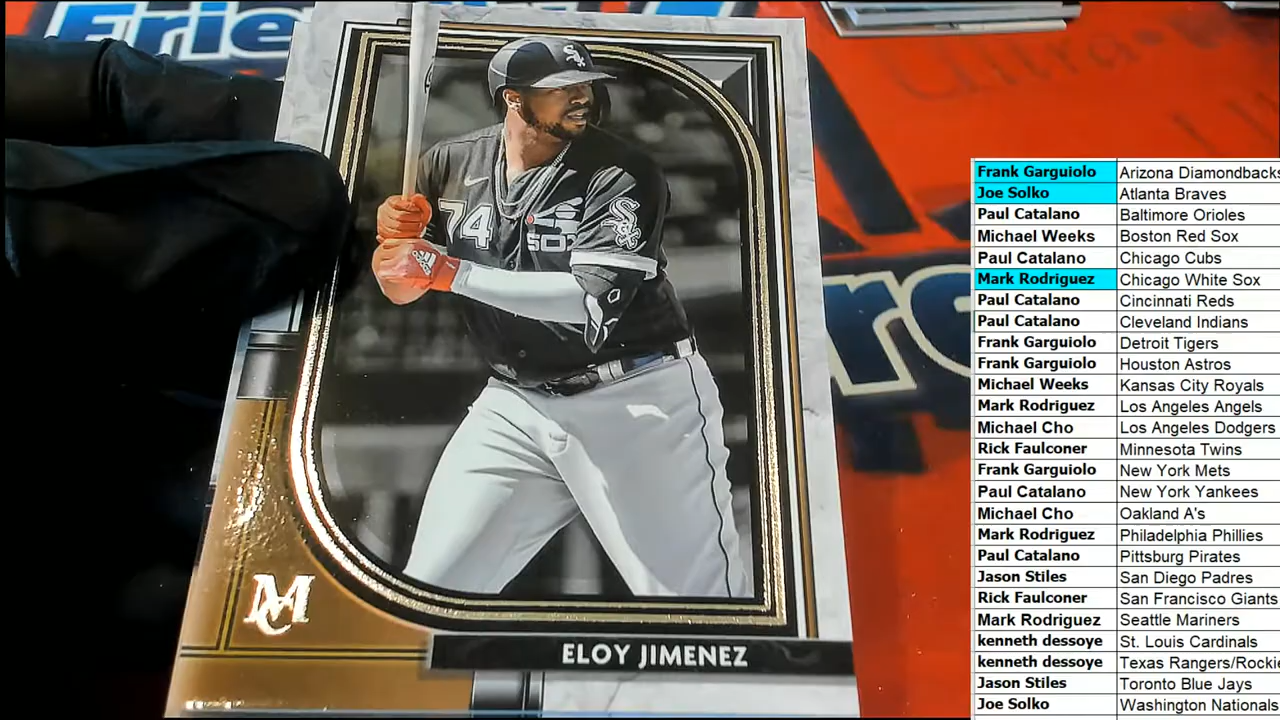 Frie
74
SOX
MC
ELOY JIMENEZ
Frank Garguiolo Arizona Diamondbacks
Joe Solko Atlanta Braves
Paul Catalano Baltimore Orioles
Michael Weeks Boston Red Sox
Paul Catalano Chicago Cubs
Mark Rodriguez Chicago White Sox
Paul Catalano Cincinnati Reds
Paul Catalano Cleveland Indians
Frank Garguiolo Detroit Tigers
Frank Garguiolo Houston Astros
Michael Weeks Kansas City Royals
Mark Rodriguez Los Angeles Angels
Michael Cho Los Angeles Dodgers
Rick Faulconer Minnesota Twins
Frank Garguiolo New York Mets
Paul Catalano New York Yankees
Michael Cho Oakland A's
Mark Rodriguez Philadelphia Phillies
Paul Catalano Pittsburg Pirates
Jason Stiles San Diego Padres
Rick Faulconer San Francisco Giants
Mark Rodriguez Seattle Mariners
kenneth dessoye St. Louis Cardinals
kenneth dessoye Texas Rangers/Rockie
Jason Stiles Toronto Blue Jays
Joe Solko Washington Nationals